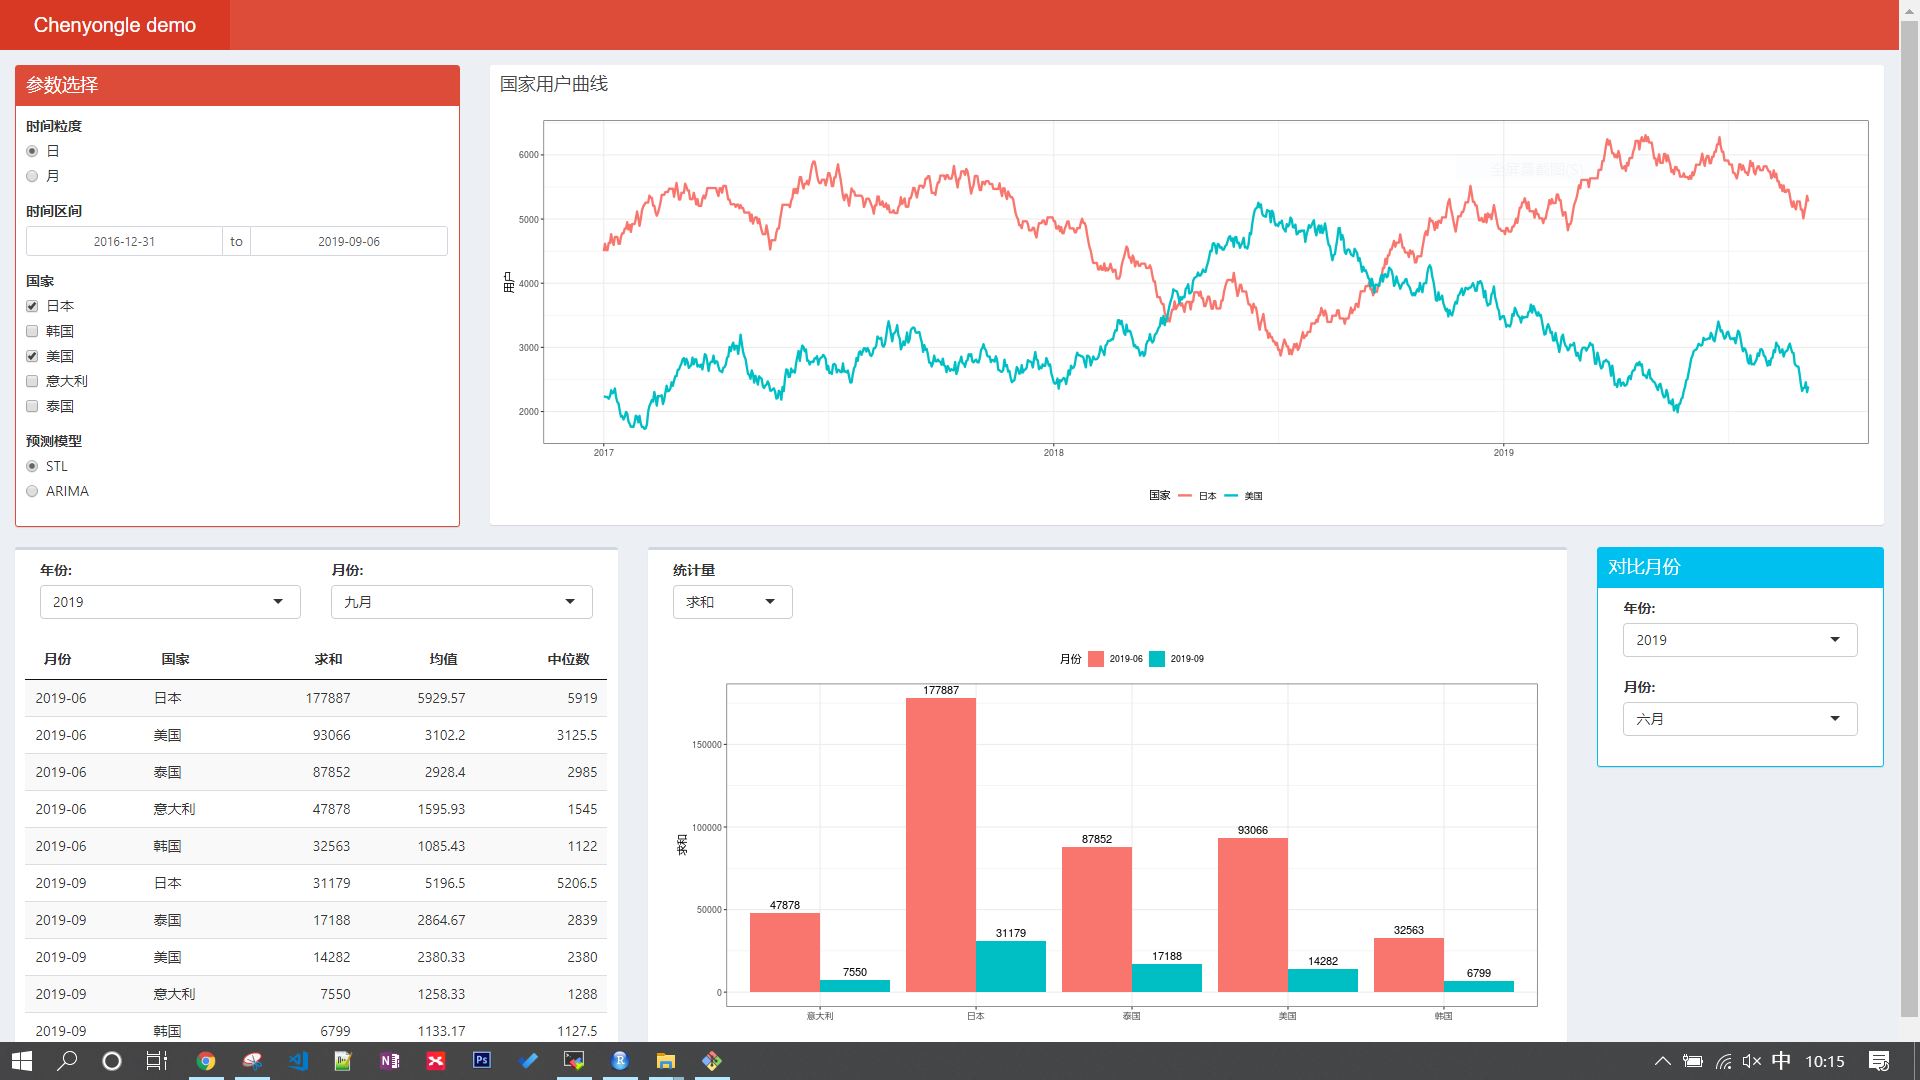 Chenyongle demo
参数选择
时间粒度
日
月
时间区间
2016-12-31 to 2019-09-06
国家
日本
韩国
美国
意大利
泰国
预测模型
STL
ARIMA
国家用户曲线
全屏幕截图(S)
6000
5000
4000
3000
2000
用户
2017 2018 2019
国家 日本 美国
年份: 月份:
2019 九月
月份 国家 求和 均值 中位数
2019-06 日本 177887 5929.57 5919
2019-06 美国 93066 3102.2 3125.5
2019-06 泰国 87852 2928.4 2985
2019-06 意大利 47878 1595.93 1545
2019-06 韩国 32563 1085.43 1122
2019-09 日本 31179 5196.5 5206.5
2019-09 泰国 17188 2864.67 2839
2019-09 美国 14282 2380.33 2380
2019-09 意大利 7550 1258.33 1288
2019-09 韩国 6799 1133.17 1127.5
统计量
求和
月份 2019-06 2019-09
150000
100000
50000
0
求和
47878 7550
177887 31179
87852 17188
93066 14282
32563 6799
意大利 日本 泰国 美国 韩国
对比月份
年份:
2019
月份:
六月
中 10:15